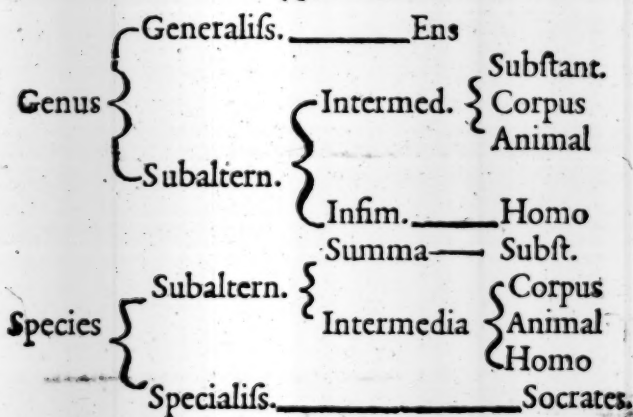 Generaliſs. Ens
Subſtant.
Genus Intermed. Corpus
Animal
Subaltern.
Infim. Homo
Summa — Subſt.
Subaltern. Corpus
Species Intermedia Animal
Homo
Specialiſs. Socrates.